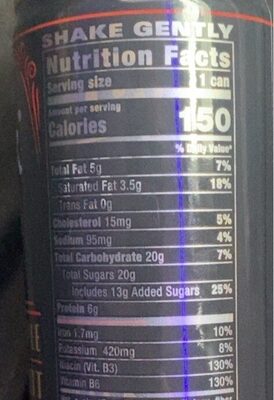 SHAKE GENTLY
Nutrition Facts
Serving size 1 can
Amount per serving
Calories 150
% Daily Value*
Total Fat 5g 7%
Saturated Fat 3.5g 18%
Trans Fat 0g
Cholesterol 15mg 5%
Sodium 95mg 4%
Total Carbohydrate 20g 7%
Total Sugars 20g
Includes 13g Added Sugars 25%
Protein 6g
Iron 1.7mg 10%
Potassium 420mg 8%
Niacin (Vit. B3) 130%
Vitamin B6 130%